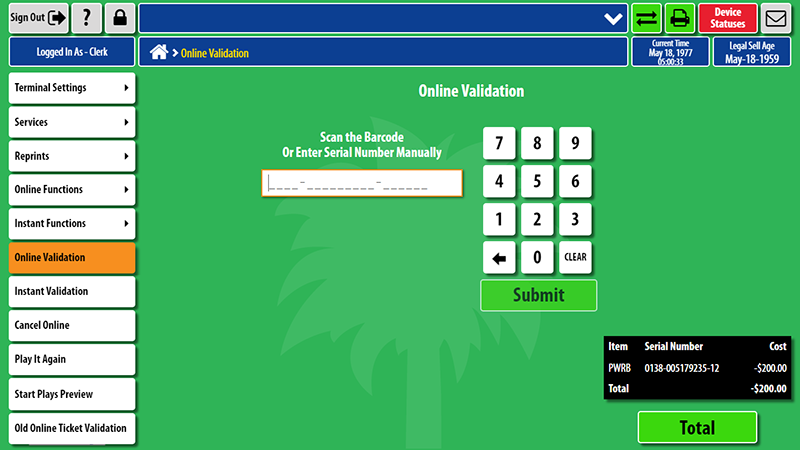 Sign Out
?
Device
Statuses
Logged In As - Clerk
> Online Validation
Current Time
May 18, 1977
05:00:33
Legal Sell Age
May-18-1959
Terminal Settings
Services
Reprints
Online Functions
Instant Functions
Online Validation
Instant Validation
Cancel Online
Play It Again
Start Plays Preview
Old Online Ticket Validation
Online Validation
Scan the Barcode
Or Enter Serial Number Manually
____-_________-______
7 8 9
4 5 6
1 2 3
0 CLEAR
Submit
Item Serial Number Cost
PWRB 0138-005179235-12 -$200.00
Total -$200.00
Total